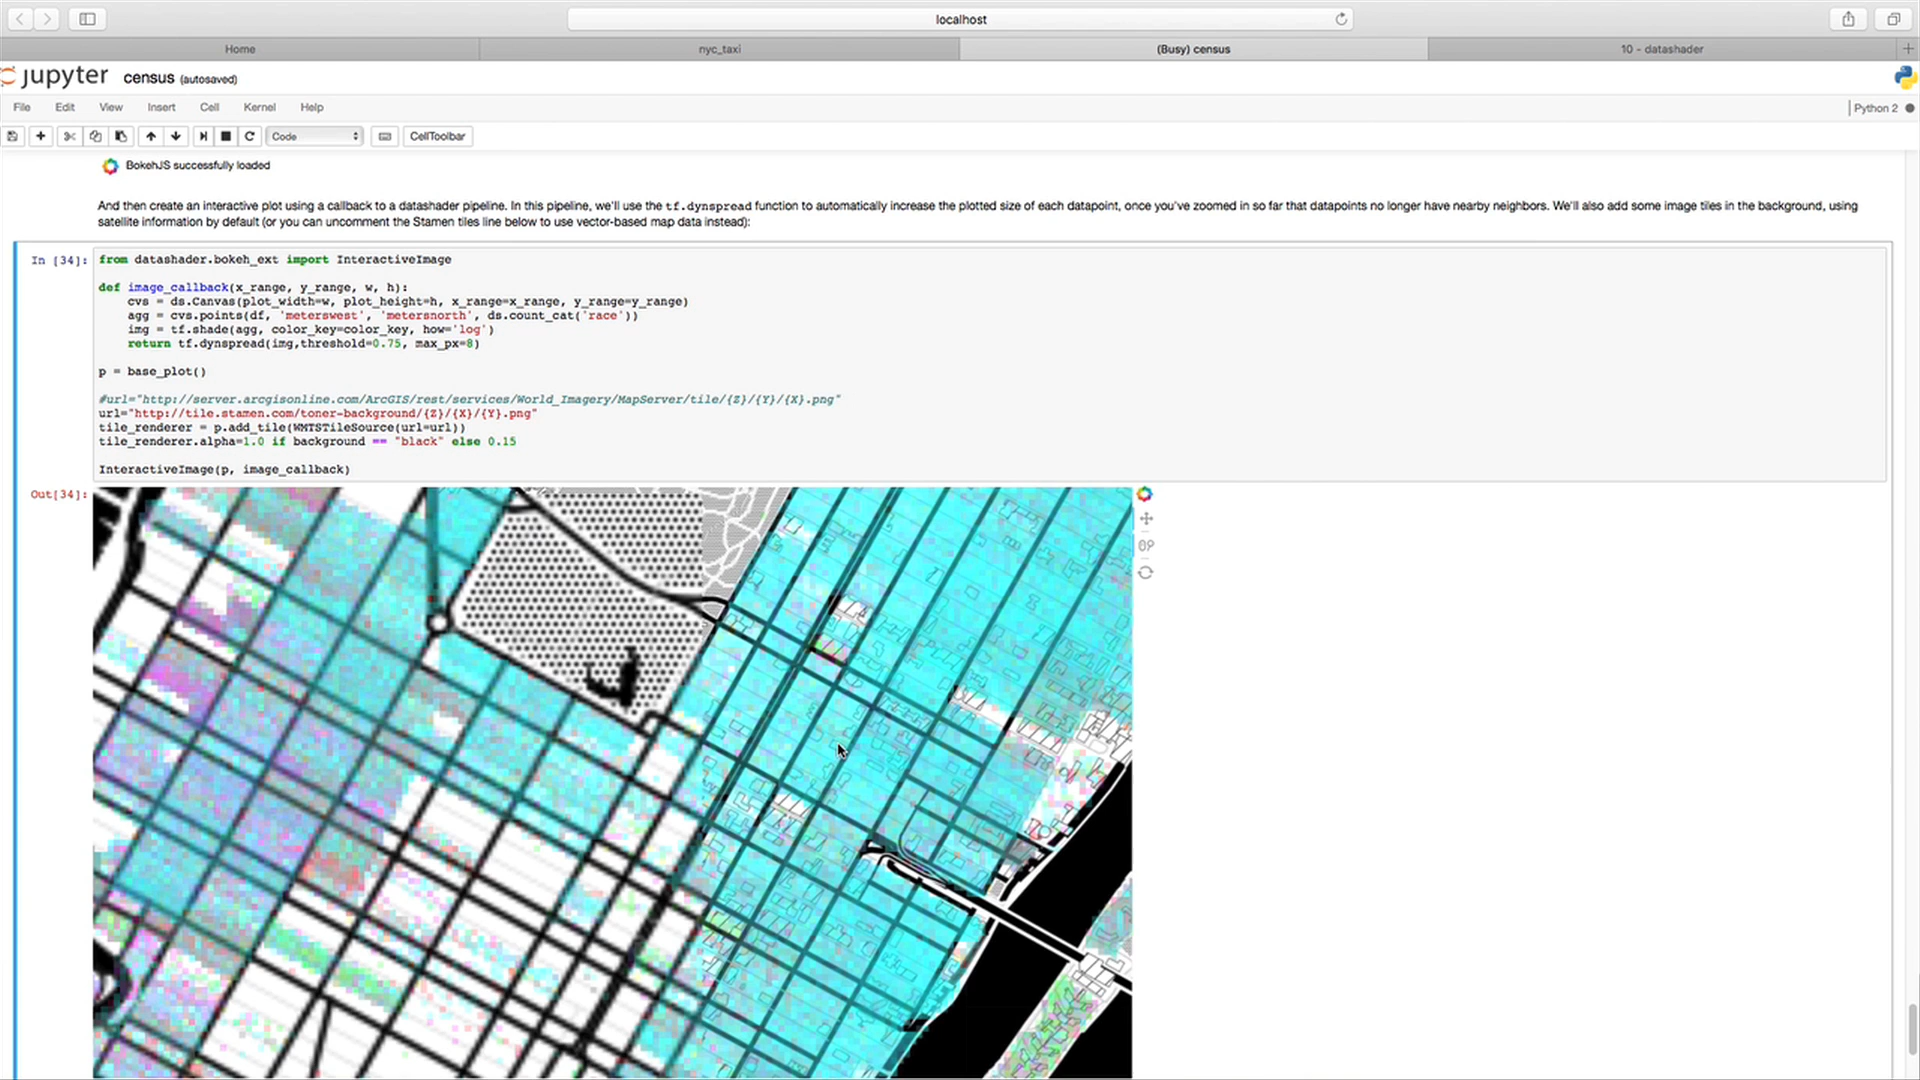 localhost
Home
nyc_taxi
(Busy) census
10 - datashader
jupyter census (autosaved)
File Edit View Insert Cell Kernel Help
Python 2
Code
CellToolbar
BokehJS successfully loaded
And then create an interactive plot using a callback to a datashader pipeline. In this pipeline, we'll use the tf.dynspread function to automatically increase the plotted size of each datapoint, once you've zoomed in so far that datapoints no longer have nearby neighbors. We'll also add some image tiles in the background, using
satellite information by default (or you can uncomment the Stamen tiles line below to use vector-based map data instead):
In [34]:
from datashader.bokeh_ext import InteractiveImage
def image_callback(x_range, y_range, w, h):
    cvs = ds.Canvas(plot_width=w, plot_height=h, x_range=x_range, y_range=y_range)
    agg = cvs.points(df, 'meterswest', 'metersnorth', ds.count_cat('race'))
    img = tf.shade(agg, color_key=color_key, how='log')
    return tf.dynspread(img,threshold=0.75, max_px=8)
p = base_plot()
#url="http://server.arcgisonline.com/ArcGIS/rest/services/World_Imagery/MapServer/tile/{Z}/{Y}/{X}.png"
url="http://tile.stamen.com/toner-background/{Z}/{X}/{Y}.png"
tile_renderer = p.add_tile(WMTSTileSource(url=url))
tile_renderer.alpha=1.0 if background == "black" else 0.15
InteractiveImage(p, image_callback)
Out[34]: